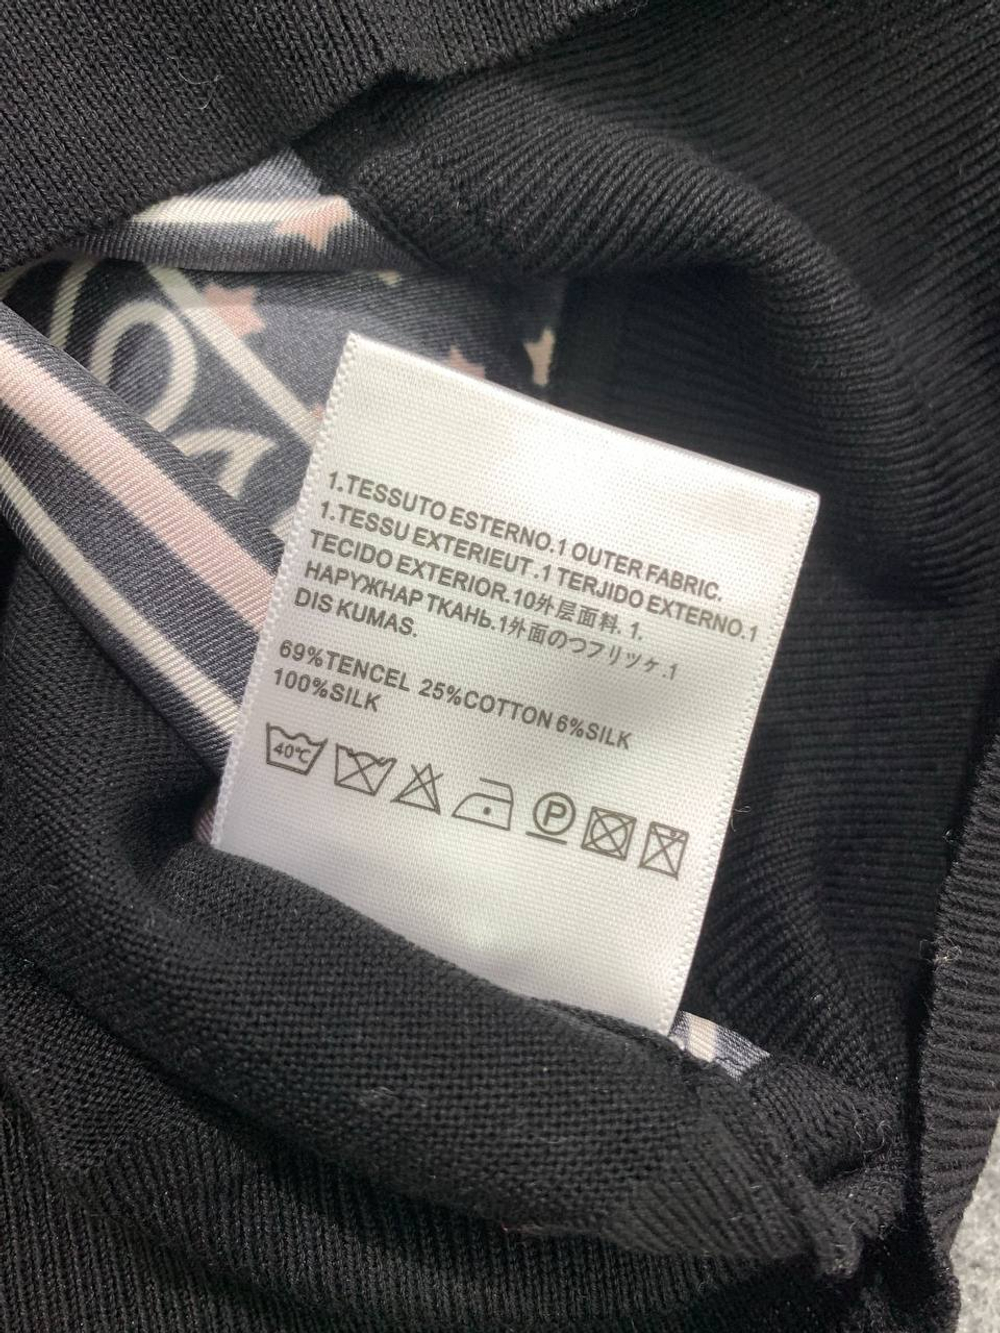 1.TESSUTO ESTERNO.1 OUTER FABRIC.
1.TESSU EXTERIEUT .1 TERJIDO EXTERNO.1
TECIDO EXTERIOR.10外层面料. 1.
НАРУЖНАР ТКАНЬ.1外面のつフリツケ .1
DIS KUMAS.
69%TENCEL 25%COTTON 6%SILK
100%SILK
40℃
P